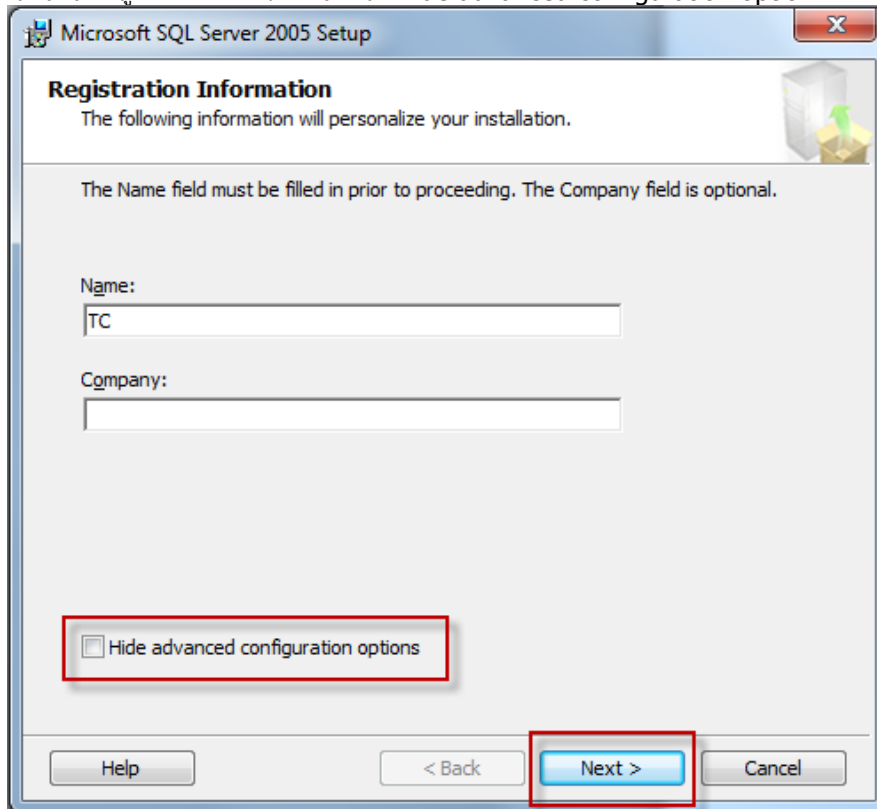 Microsoft SQL Server 2005 Setup
Registration Information
The following information will personalize your installation.
The Name field must be filled in prior to proceeding. The Company field is optional.
Name:
TC
Company:
Hide advanced configuration options
Help
< Back
Next >
Cancel